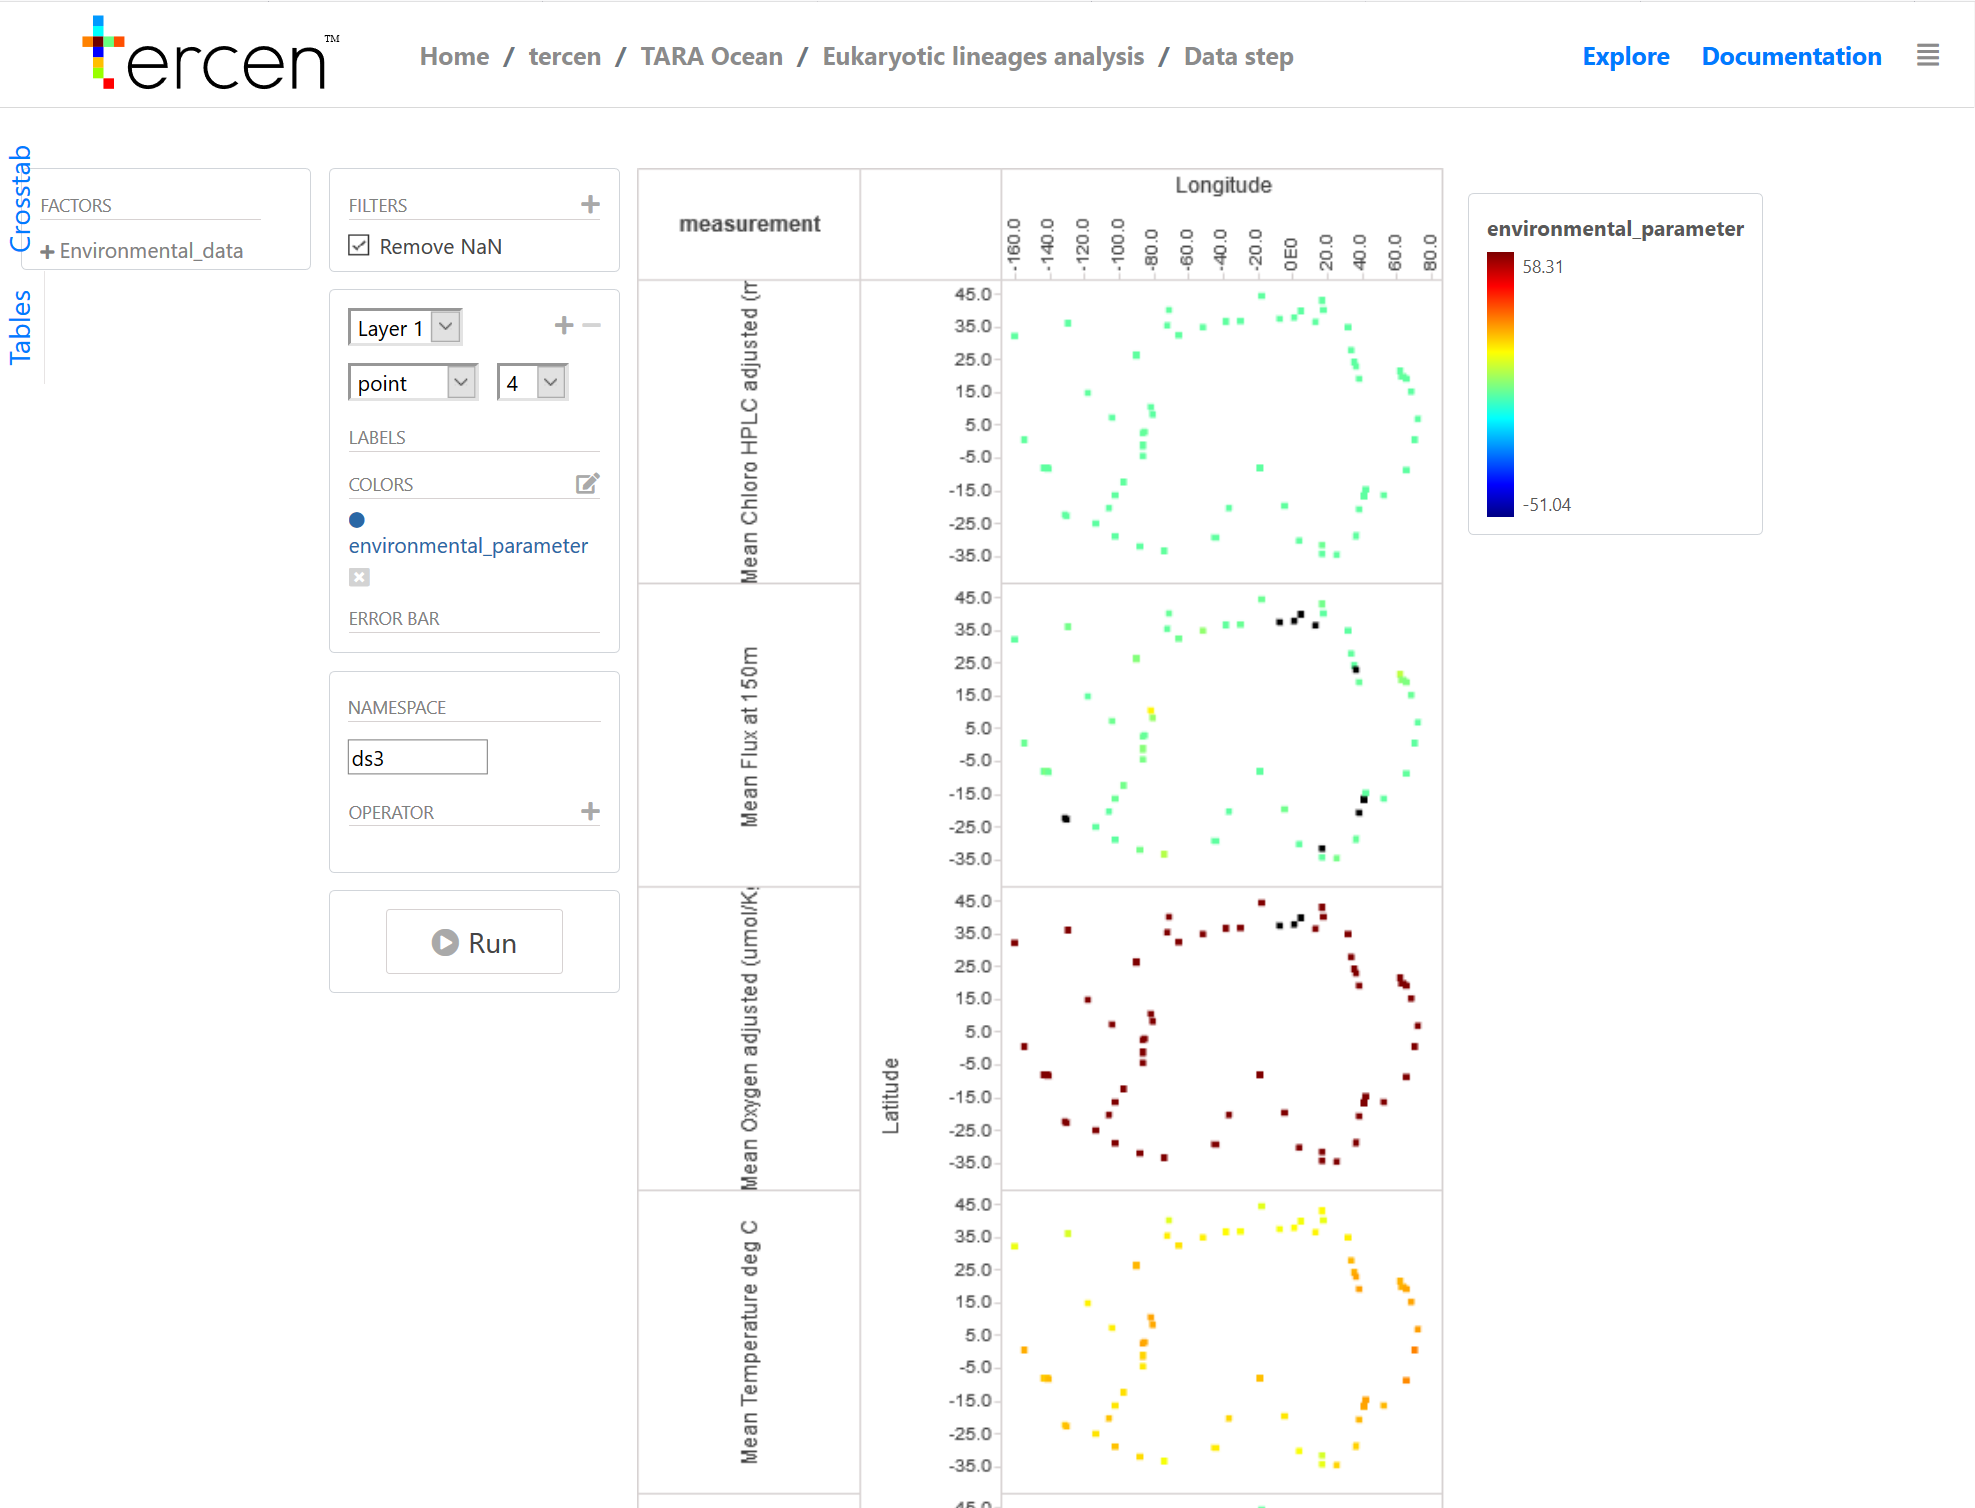 tercen™
Home / tercen / TARA Ocean / Eukaryotic lineages analysis / Data step
Explore
Documentation
Crosstab
Tables
FACTORS
Environmental_data
FILTERS
Remove NaN
Layer 1
point
4
LABELS
COLORS
environmental_parameter
ERROR BAR
NAMESPACE
ds3
OPERATOR
Run
measurement
Longitude
-160.0 -140.0 -120.0 -100.0 -80.0 -60.0 -40.0 -20.0 0E0 20.0 40.0 60.0 80.0
Latitude
Mean Chloro HPLC adjusted (m
45.0
35.0
25.0
15.0
5.0
-5.0
-15.0
-25.0
-35.0
Mean Flux at 150m
45.0
35.0
25.0
15.0
5.0
-5.0
-15.0
-25.0
-35.0
Mean Oxygen adjusted (umol/K
45.0
35.0
25.0
15.0
5.0
-5.0
-15.0
-25.0
-35.0
Mean Temperature deg C
45.0
35.0
25.0
15.0
5.0
-5.0
-15.0
-25.0
-35.0
45.0
environmental_parameter
58.31
-51.04